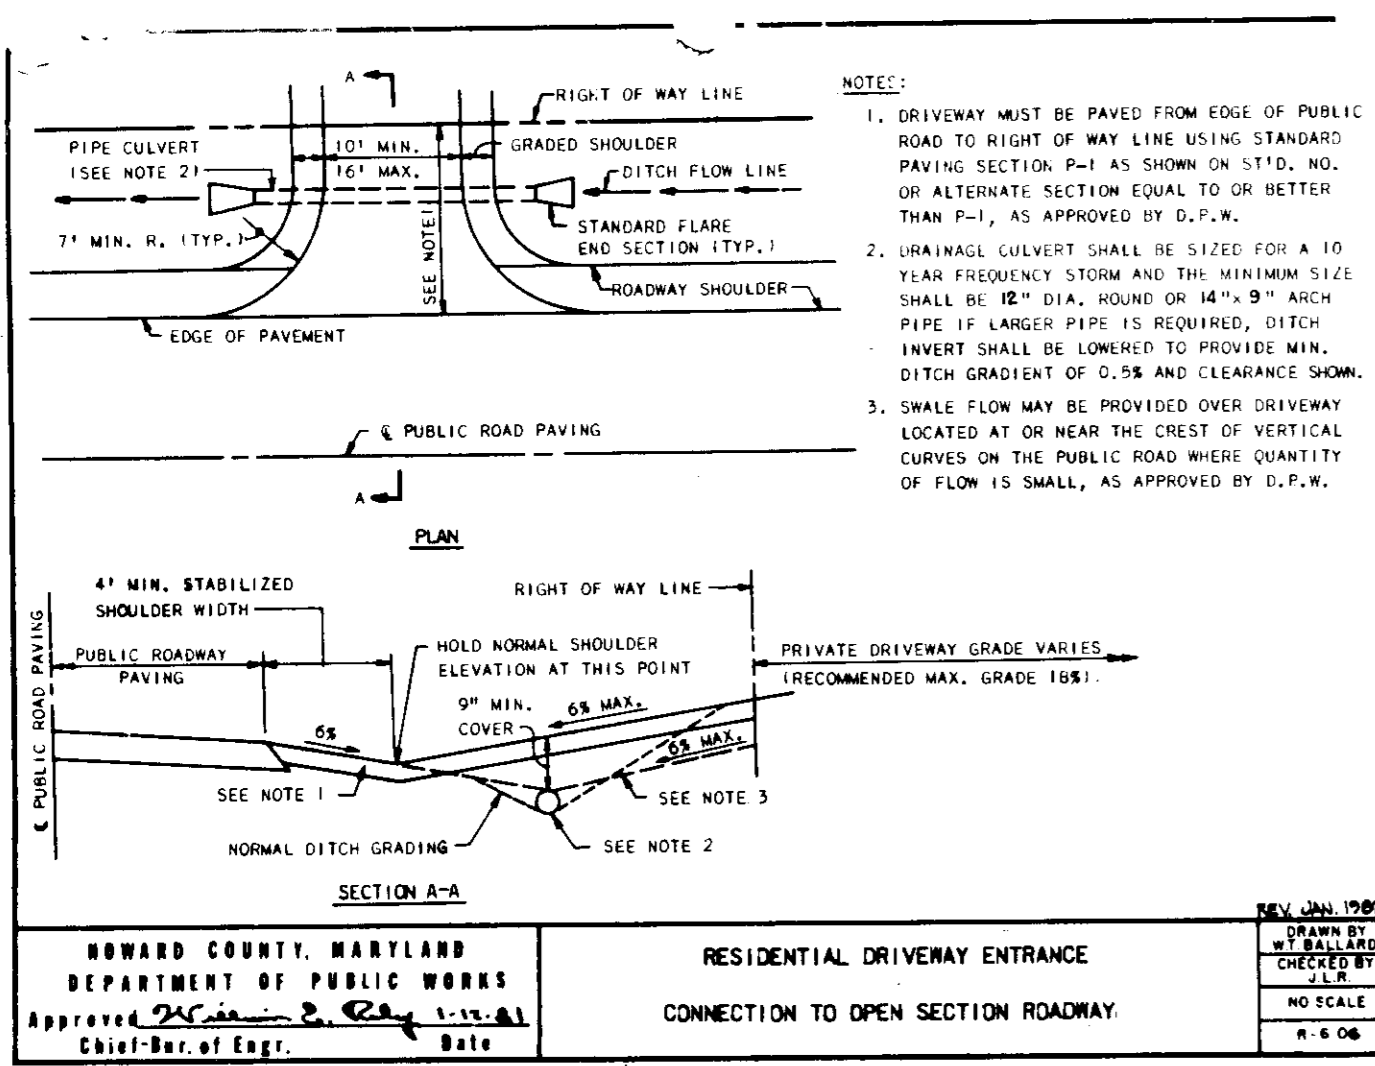 A
RIGHT OF WAY LINE
PIPE CULVERT
(SEE NOTE 2)
10' MIN.
16' MAX.
GRADED SHOULDER
DITCH FLOW LINE
7' MIN. R. (TYP.)
SEE NOTE 1
STANDARD FLARE
END SECTION (TYP.)
ROADWAY SHOULDER
EDGE OF PAVEMENT
℄ PUBLIC ROAD PAVING
A
PLAN
NOTES:
1. DRIVEWAY MUST BE PAVED FROM EDGE OF PUBLIC
ROAD TO RIGHT OF WAY LINE USING STANDARD
PAVING SECTION P-1 AS SHOWN ON ST'D. NO.
OR ALTERNATE SECTION EQUAL TO OR BETTER
THAN P-1, AS APPROVED BY D.P.W.
2. DRAINAGE CULVERT SHALL BE SIZED FOR A 10
YEAR FREQUENCY STORM AND THE MINIMUM SIZE
SHALL BE 12" DIA. ROUND OR 14"x 9" ARCH
PIPE IF LARGER PIPE IS REQUIRED, DITCH
INVERT SHALL BE LOWERED TO PROVIDE MIN.
DITCH GRADIENT OF 0.5% AND CLEARANCE SHOWN.
3. SWALE FLOW MAY BE PROVIDED OVER DRIVEWAY
LOCATED AT OR NEAR THE CREST OF VERTICAL
CURVES ON THE PUBLIC ROAD WHERE QUANTITY
OF FLOW IS SMALL, AS APPROVED BY D.P.W.
4' MIN. STABILIZED
SHOULDER WIDTH
RIGHT OF WAY LINE
℄ PUBLIC ROAD PAVING
PUBLIC ROADWAY
PAVING
HOLD NORMAL SHOULDER
ELEVATION AT THIS POINT
PRIVATE DRIVEWAY GRADE VARIES
(RECOMMENDED MAX. GRADE 18%).
9" MIN.
COVER
6% MAX.
6%
6% MAX.
SEE NOTE 1
SEE NOTE 3
NORMAL DITCH GRADING
SEE NOTE 2
SECTION A-A
REV. JAN.
HOWARD COUNTY, MARYLAND
DEPARTMENT OF PUBLIC WORKS
Approved William E. Riley 1-12-81
Chief-Bur. of Engr. Date
RESIDENTIAL DRIVEWAY ENTRANCE
CONNECTION TO OPEN SECTION ROADWAY
DRAWN BY
W.T. BALLARD
CHECKED BY
J.L.R.
NO SCALE
R-6 06